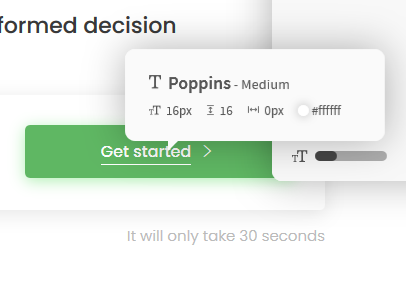 formed decision
Poppins - Medium
16px 16 0px #ffffff
Get started
It will only take 30 seconds